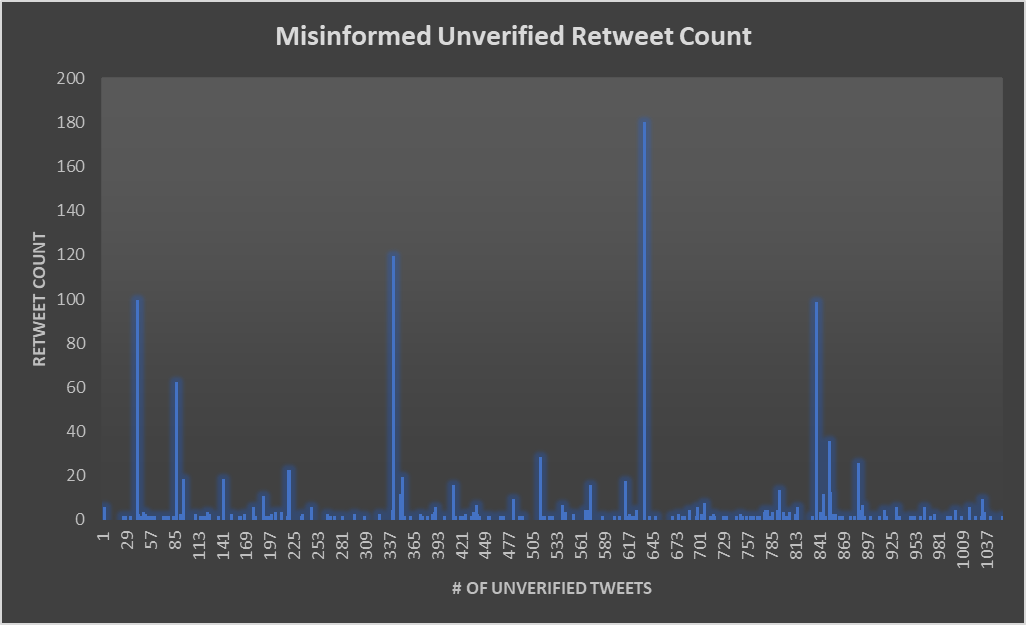 Misinformed Unverified Retweet Count
200
180
160
140
120
100
80
60
40
20
0
RETWEET COUNT
1 29 57 85 113 141 169 197 225 253 281 309 337 365 393 421 449 477 505 533 561 589 617 645 673 701 729 757 785 813 841 869 897 925 953 981 1009 1037
# OF UNVERIFIED TWEETS